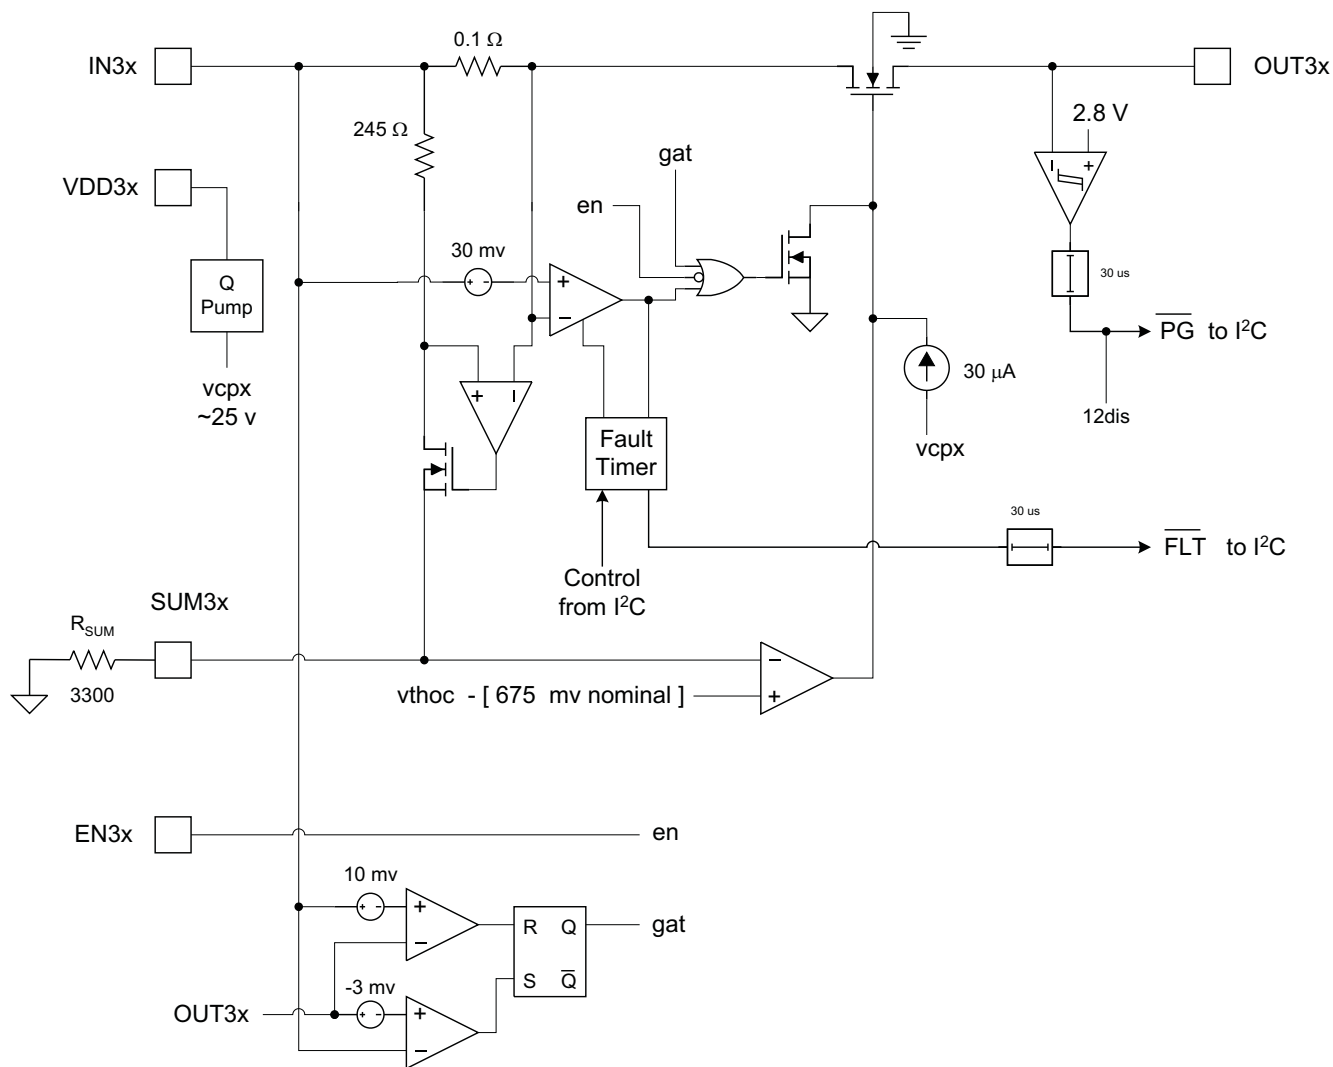 0.1 Ω
IN3x
OUT3x
2.8 V
245 Ω
gat
VDD3x
en
30 mv
+ -
Q
Pump
+
−
− +
30 us
PG to I²C
vcpx
~25 v
30 μA
12dis
+ −
Fault
Timer
vcpx
30 us
FLT to I²C
Control
from I²C
SUM3x
R_SUM
3300
−
vthoc - [ 675 mv nominal ]
+
EN3x
en
10 mv
+ -
+
−
R Q
gat
S Q̅
-3 mv
OUT3x
+ -
+
−